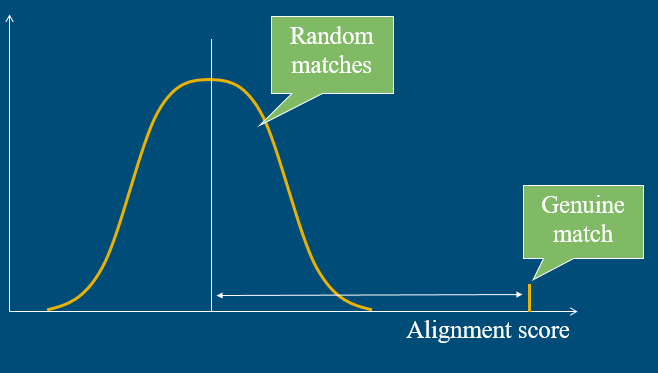 Random
matches
Genuine
match
Alignment score